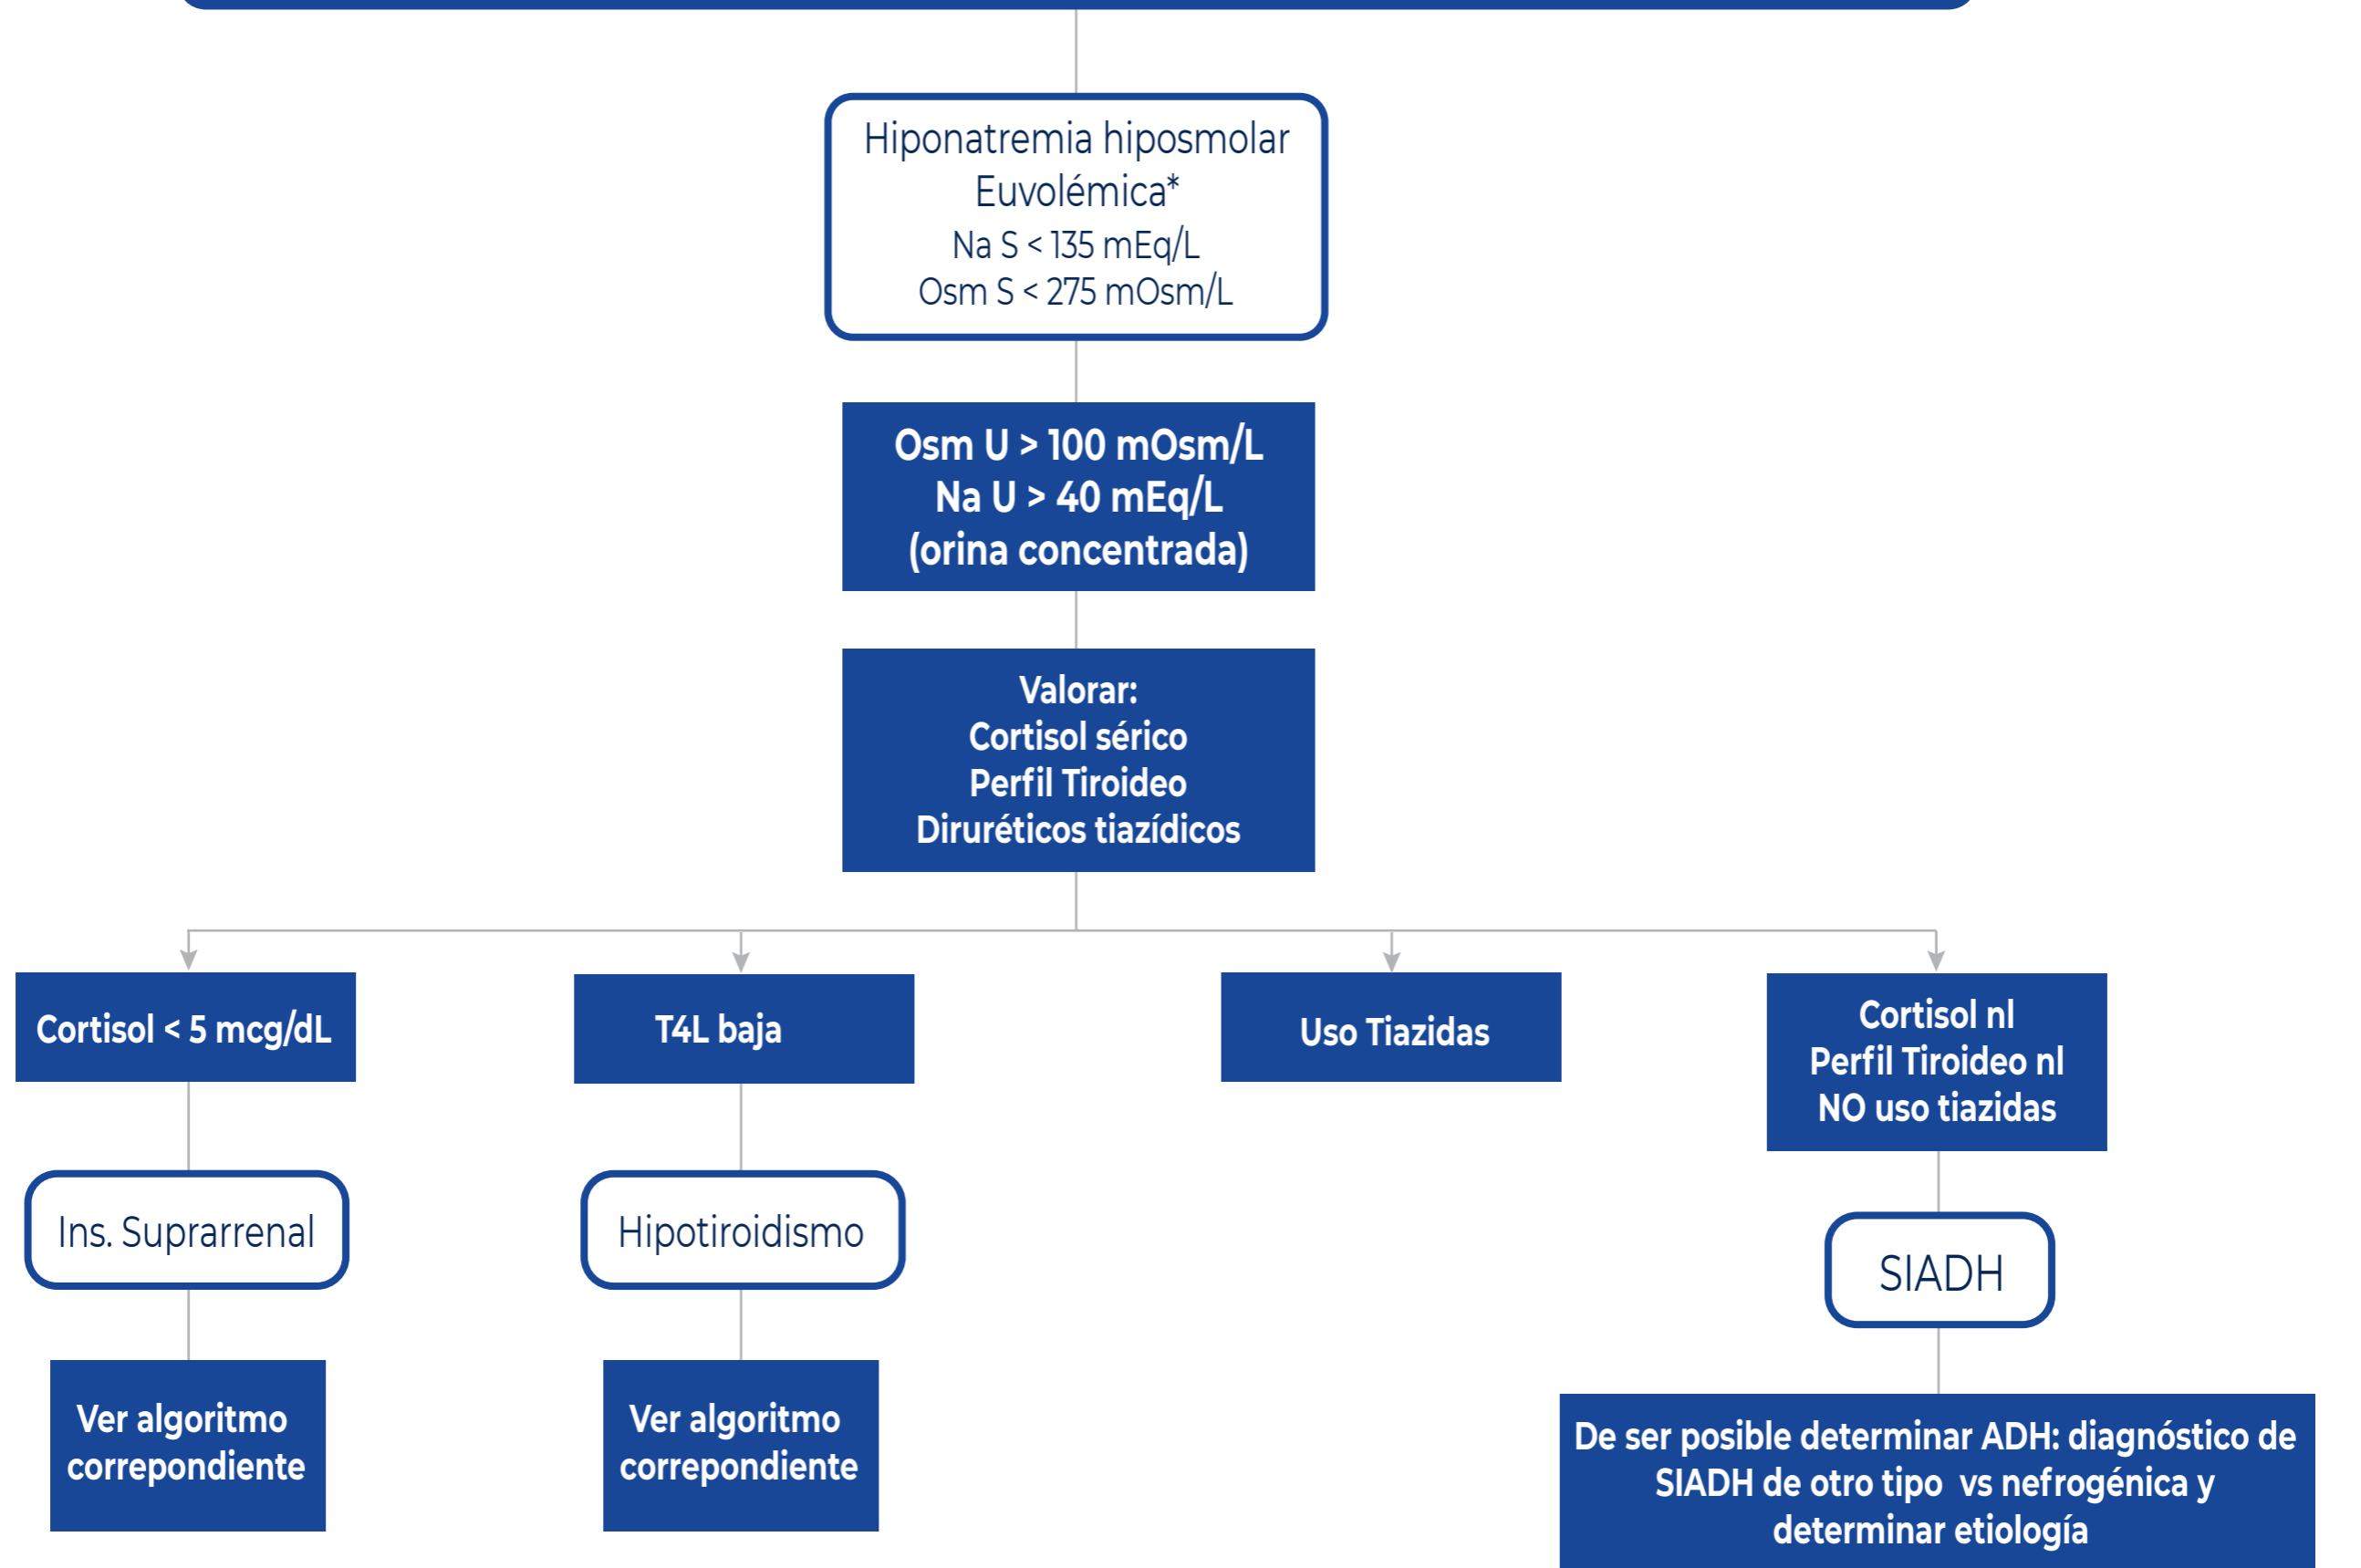 Hiponatremia hiposmolar
Euvolémica*
Na S < 135 mEq/L
Osm S < 275 mOsm/L
Osm U > 100 mOsm/L
Na U > 40 mEq/L
(orina concentrada)
Valorar:
Cortisol sérico
Perfil Tiroideo
Diruréticos tiazídicos
Cortisol < 5 mcg/dL
T4L baja
Uso Tiazidas
Cortisol nl
Perfil Tiroideo nl
NO uso tiazidas
Ins. Suprarrenal
Hipotiroidismo
SIADH
Ver algoritmo
correpondiente
Ver algoritmo
correpondiente
De ser posible determinar ADH: diagnóstico de
SIADH de otro tipo vs nefrogénica y
determinar etiología